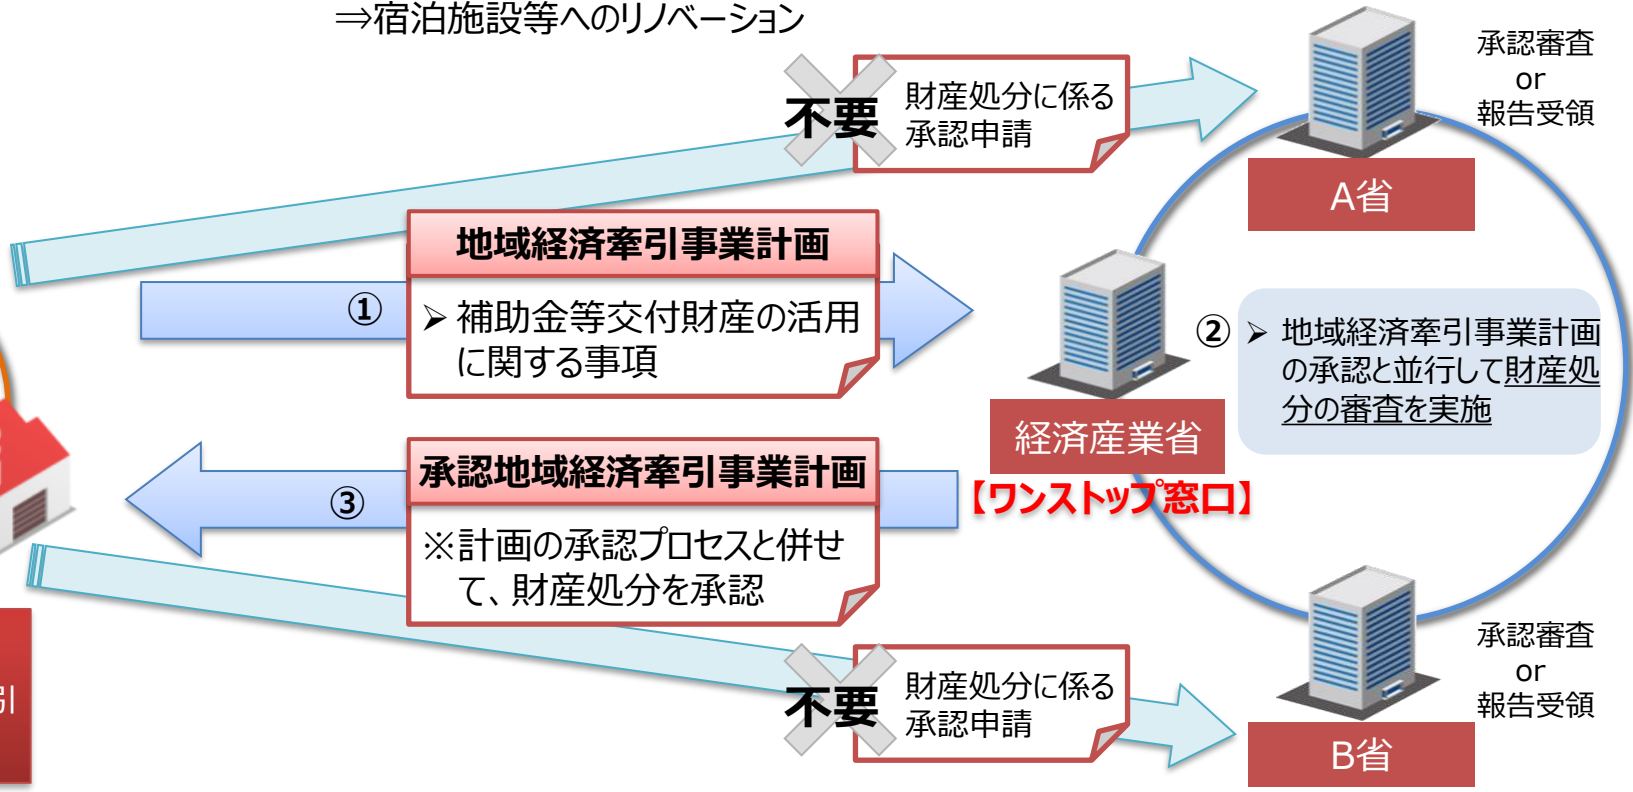 ⇒宿泊施設等へのリノベーション
不要
財産処分に係る
承認申請
承認審査
or
報告受領
A省
地域経済牽引事業計画
①
➢ 補助金等交付財産の活用
に関する事項
②
➢ 地域経済牽引事業計画
の承認と並行して財産処
分の審査を実施
経済産業省
【ワンストップ窓口】
承認地域経済牽引事業計画
③
※計画の承認プロセスと併せ
て、財産処分を承認
不要
財産処分に係る
承認申請
承認審査
or
報告受領
B省
引